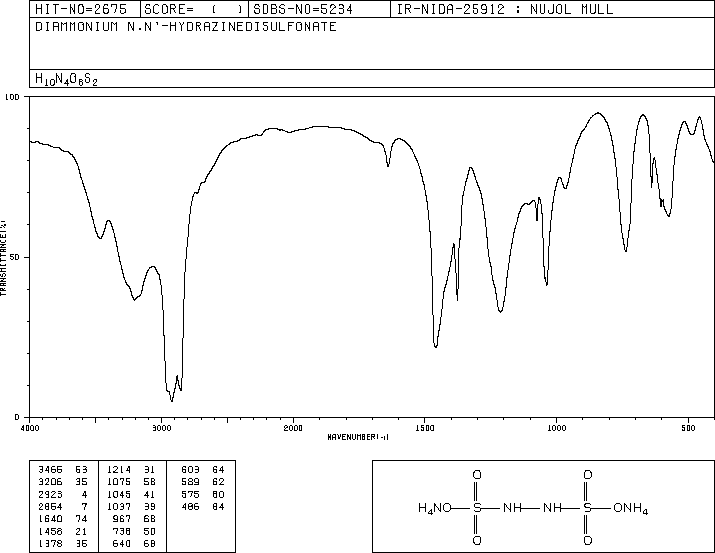 HIT-NO=2675 SCORE= ( ) SDBS-NO=5234 IR-NIDA-25912 : NUJOL MULL
DIAMMONIUM N,N'-HYDRAZINEDISULFONATE
H10N4O6S2
100
TRANSMITTANCE(%)
50
0
4000 3000 2000 1500 1000 500
WAVENUMBER(-1)
3466 63 1214 31 603 64
3206 35 1075 58 589 62
2923 4 1045 41 575 60
2854 7 1037 39 486 84
1640 74 967 68
1458 21 738 50
1378 35 640 68
O O
H4NO S NH NH S ONH4
O O